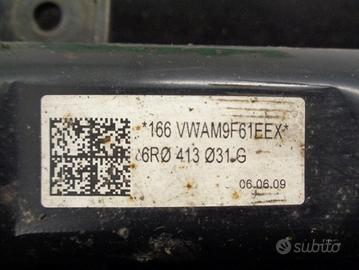 *166 VWAM9F61EEX*
6RØ 413 Ø31 G
06.06.09
subito